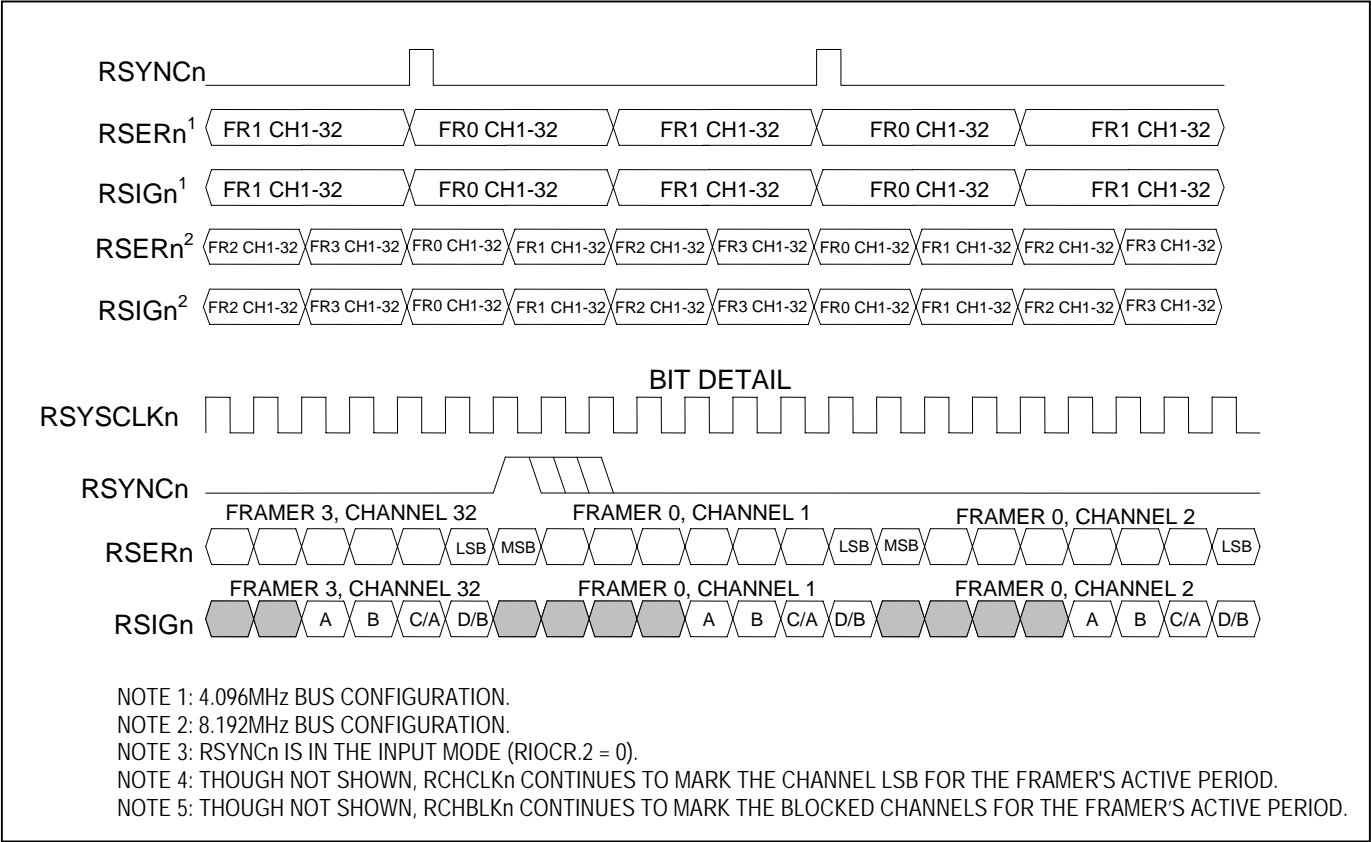 RSYNCn
RSERn1 FR1 CH1-32 FR0 CH1-32 FR1 CH1-32 FR0 CH1-32 FR1 CH1-32
RSIGn1 FR1 CH1-32 FR0 CH1-32 FR1 CH1-32 FR0 CH1-32 FR1 CH1-32
RSERn2 FR2 CH1-32 FR3 CH1-32 FR0 CH1-32 FR1 CH1-32 FR2 CH1-32 FR3 CH1-32 FR0 CH1-32 FR1 CH1-32 FR2 CH1-32 FR3 CH1-32
RSIGn2 FR2 CH1-32 FR3 CH1-32 FR0 CH1-32 FR1 CH1-32 FR2 CH1-32 FR3 CH1-32 FR0 CH1-32 FR1 CH1-32 FR2 CH1-32 FR3 CH1-32
BIT DETAIL
RSYSCLKn
RSYNCn
FRAMER 3, CHANNEL 32 FRAMER 0, CHANNEL 1 FRAMER 0, CHANNEL 2
RSERn LSB MSB LSB MSB LSB
FRAMER 3, CHANNEL 32 FRAMER 0, CHANNEL 1 FRAMER 0, CHANNEL 2
RSIGn A B C/A D/B A B C/A D/B A B C/A D/B
NOTE 1: 4.096MHz BUS CONFIGURATION.
NOTE 2: 8.192MHz BUS CONFIGURATION.
NOTE 3: RSYNCn IS IN THE INPUT MODE (RIOCR.2 = 0).
NOTE 4: THOUGH NOT SHOWN, RCHCLKn CONTINUES TO MARK THE CHANNEL LSB FOR THE FRAMER'S ACTIVE PERIOD.
NOTE 5: THOUGH NOT SHOWN, RCHBLKn CONTINUES TO MARK THE BLOCKED CHANNELS FOR THE FRAMER’S ACTIVE PERIOD.